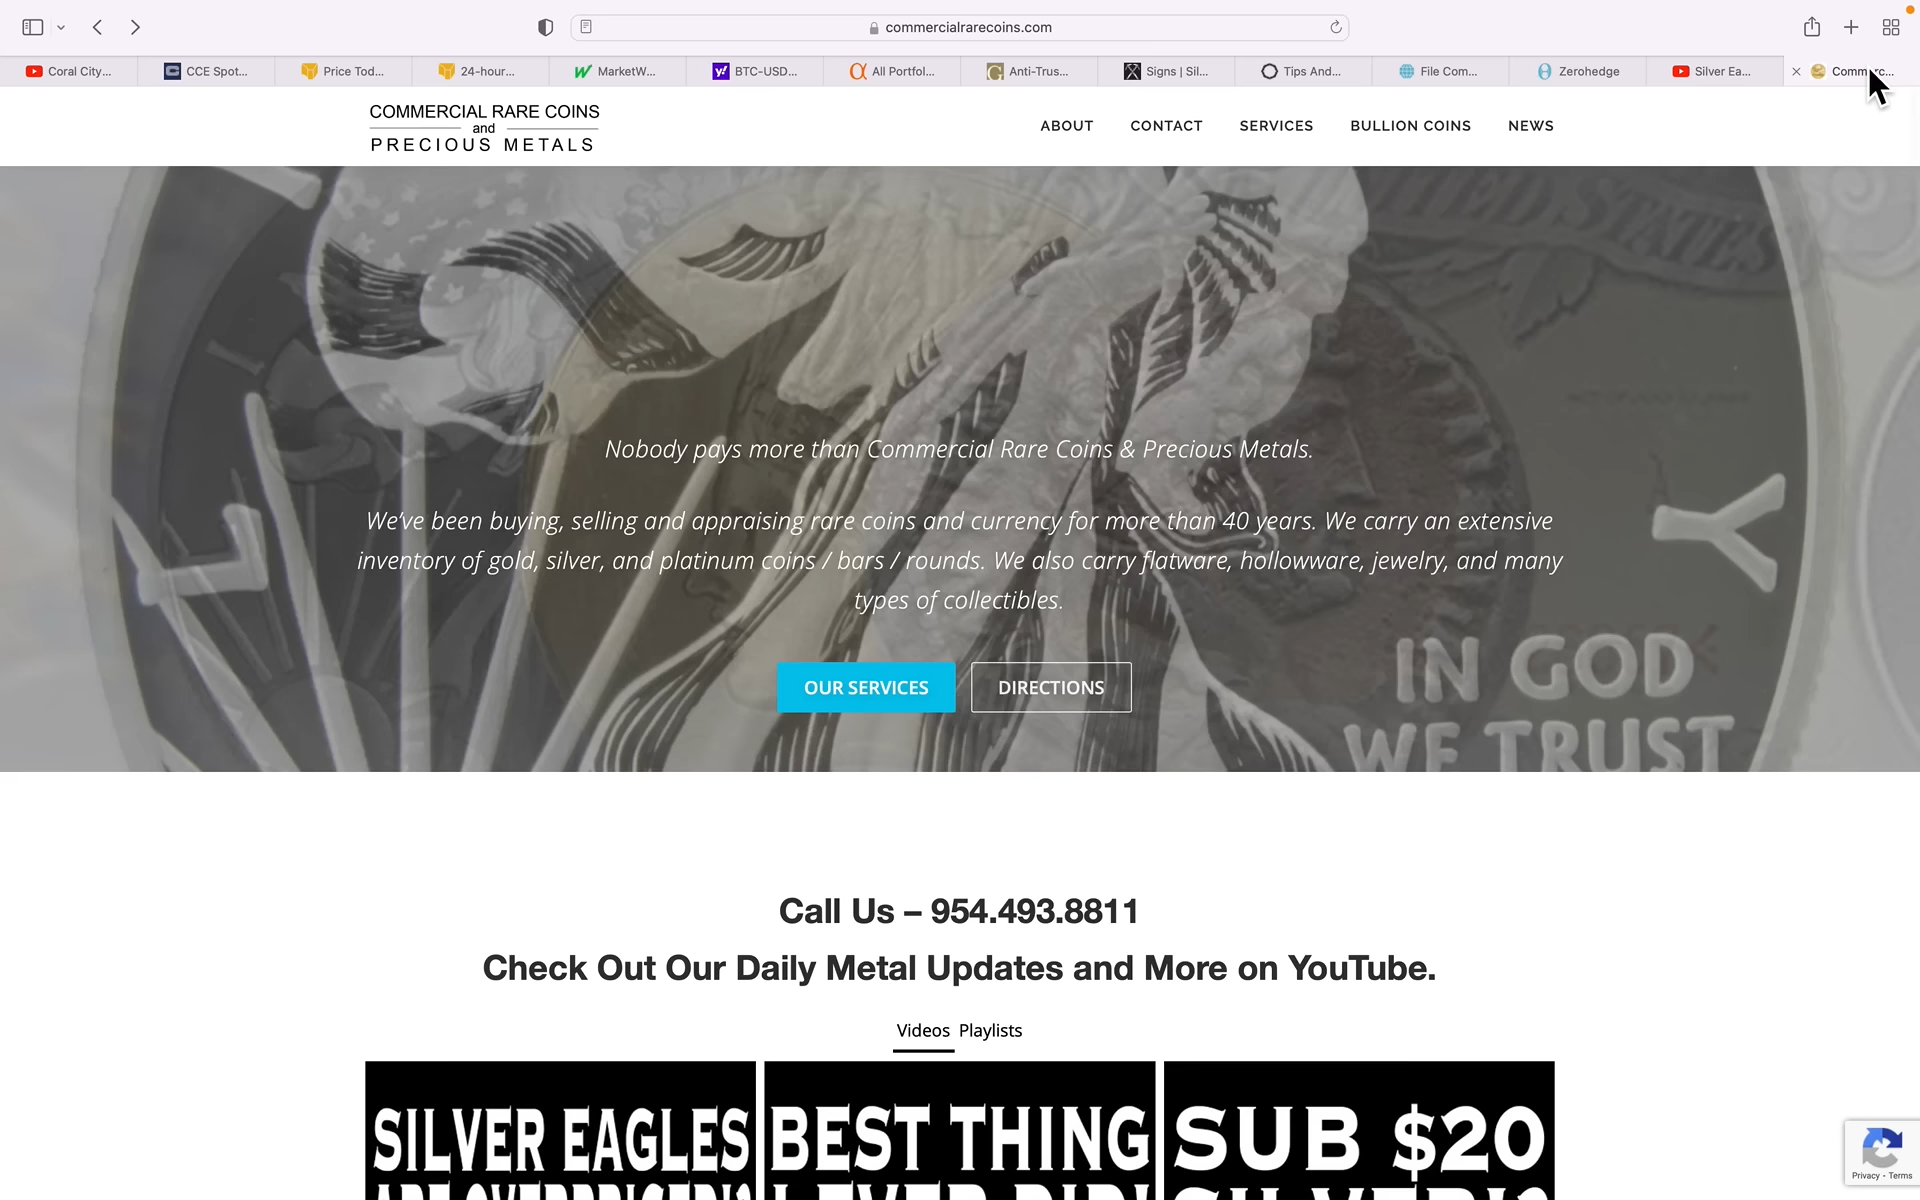 commercialrarecoins.com
Coral City...
CCE Spot...
Price Tod...
24-hour...
MarketW...
BTC-USD...
All Portfol...
Anti-Trus...
Signs | Sil...
Tips And...
File Com...
Zerohedge
Silver Ea...
COMMERCIAL RARE COINS
and
PRECIOUS METALS
ABOUT
CONTACT
SERVICES
BULLION COINS
NEWS
UNITED STATES
Nobody pays more than Commercial Rare Coins & Precious Metals.
We've been buying, selling and appraising rare coins and currency for more than 40 years. We carry an extensive
inventory of gold, silver, and platinum coins / bars / rounds. We also carry flatware, hollowware, jewelry, and many
types of collectibles.
L
Y
IN GOD
WE TRUST
OUR SERVICES
DIRECTIONS
Call Us – 954.493.8811
Check Out Our Daily Metal Updates and More on YouTube.
Videos
Playlists
SILVER EAGLES
BEST THING
SUB $20
Privacy - Terms